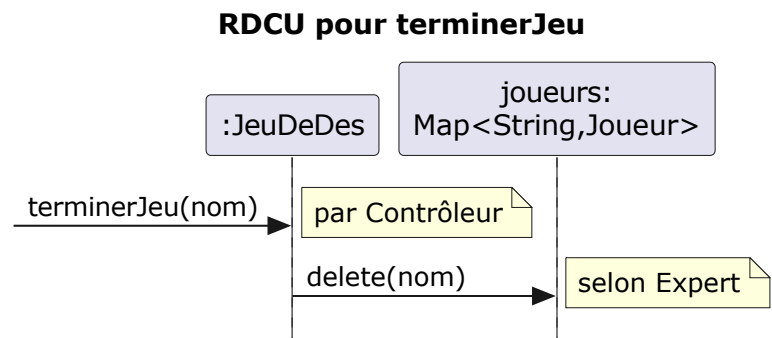 RDCU pour terminerJeu
:JeuDeDes
joueurs:
Map<String,Joueur>
terminerJeu(nom)
par Contrôleur
delete(nom)
selon Expert